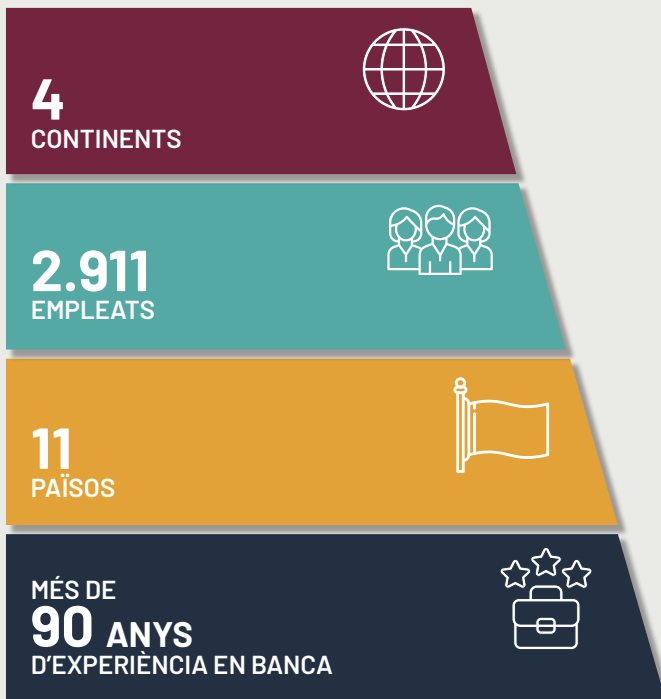 4
CONTINENTS
2.911
EMPLEATS
11
PAÏSOS
MÉS DE
90 ANYS
D'EXPERIÈNCIA EN BANCA